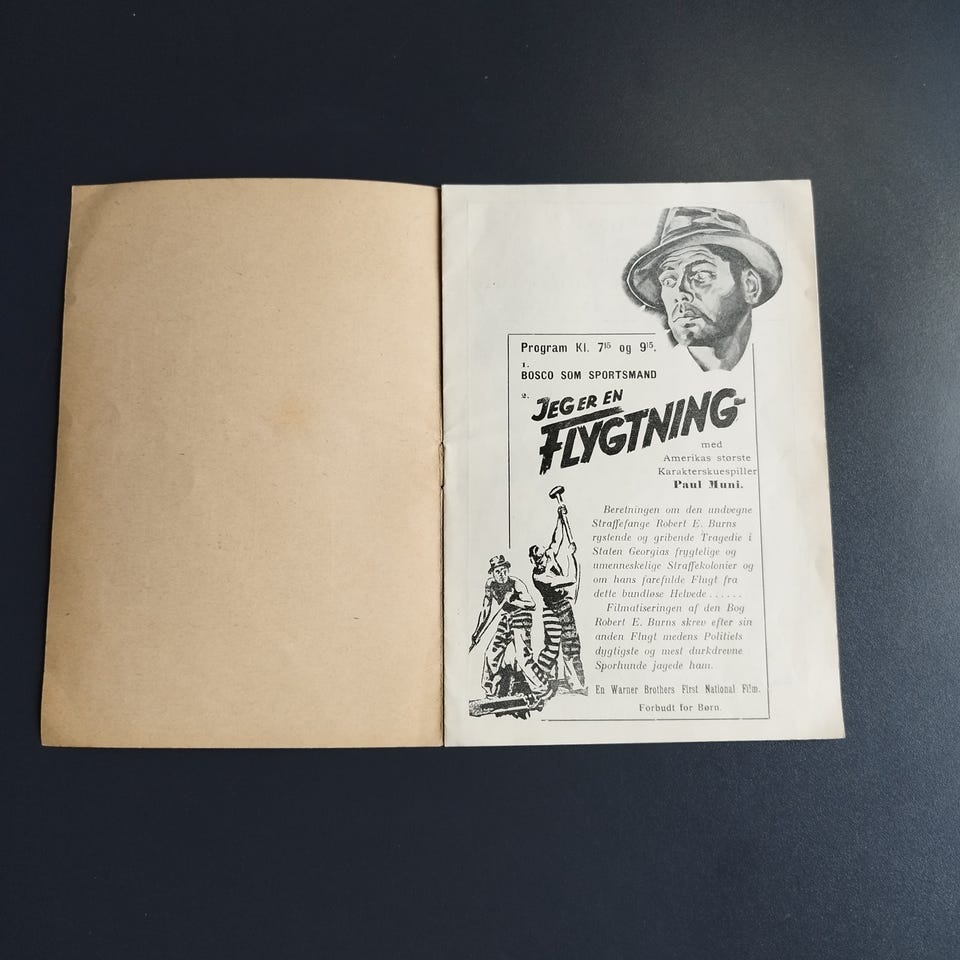 Program Kl. 7¹⁵ og 9¹⁵.
1.
BOSCO SOM SPORTSMAND
2.
JEG ER EN
FLYGTNING
med
Amerikas største
Karakterskuespiller
Paul Muni.
Beretningen om den undvegne
Straffefange Robert E. Burns
rystende og gribende Tragedie i
Staten Georgias frygtelige og
umenneskelige Straffekolonier og
om hans farefulde Flugt fra
dette bundløse Helvede ......
Filmatiseringen af den Bog
Robert E. Burns skrev efter sin
anden Flugt medens Politiets
dygtigste og mest durkdrevne
Sporhunde jagede ham.
En Warner Brothers First National Film.
Forbudt for Børn.